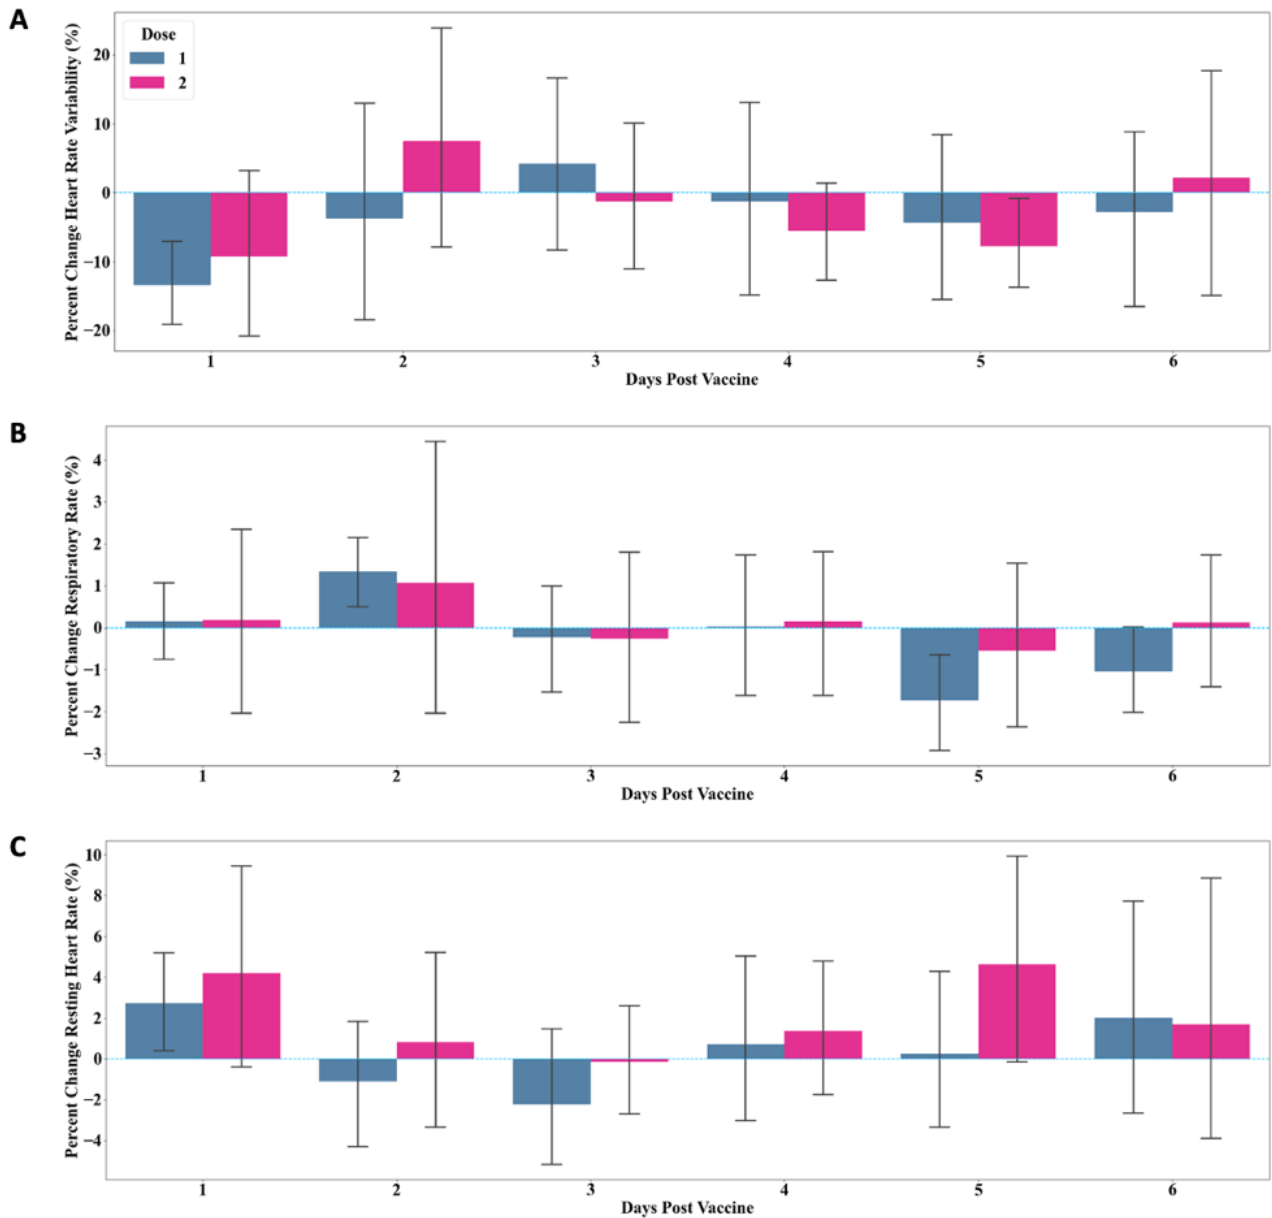 A
Percent Change Heart Rate Variability (%)
Dose
1
2
20
10
0
−10
−20
1 2 3 4 5 6
Days Post Vaccine
B
Percent Change Respiratory Rate (%)
4
3
2
1
0
−1
−2
−3
1 2 3 4 5 6
Days Post Vaccine
C
Percent Change Resting Heart Rate (%)
10
8
6
4
2
0
−2
−4
1 2 3 4 5 6
Days Post Vaccine